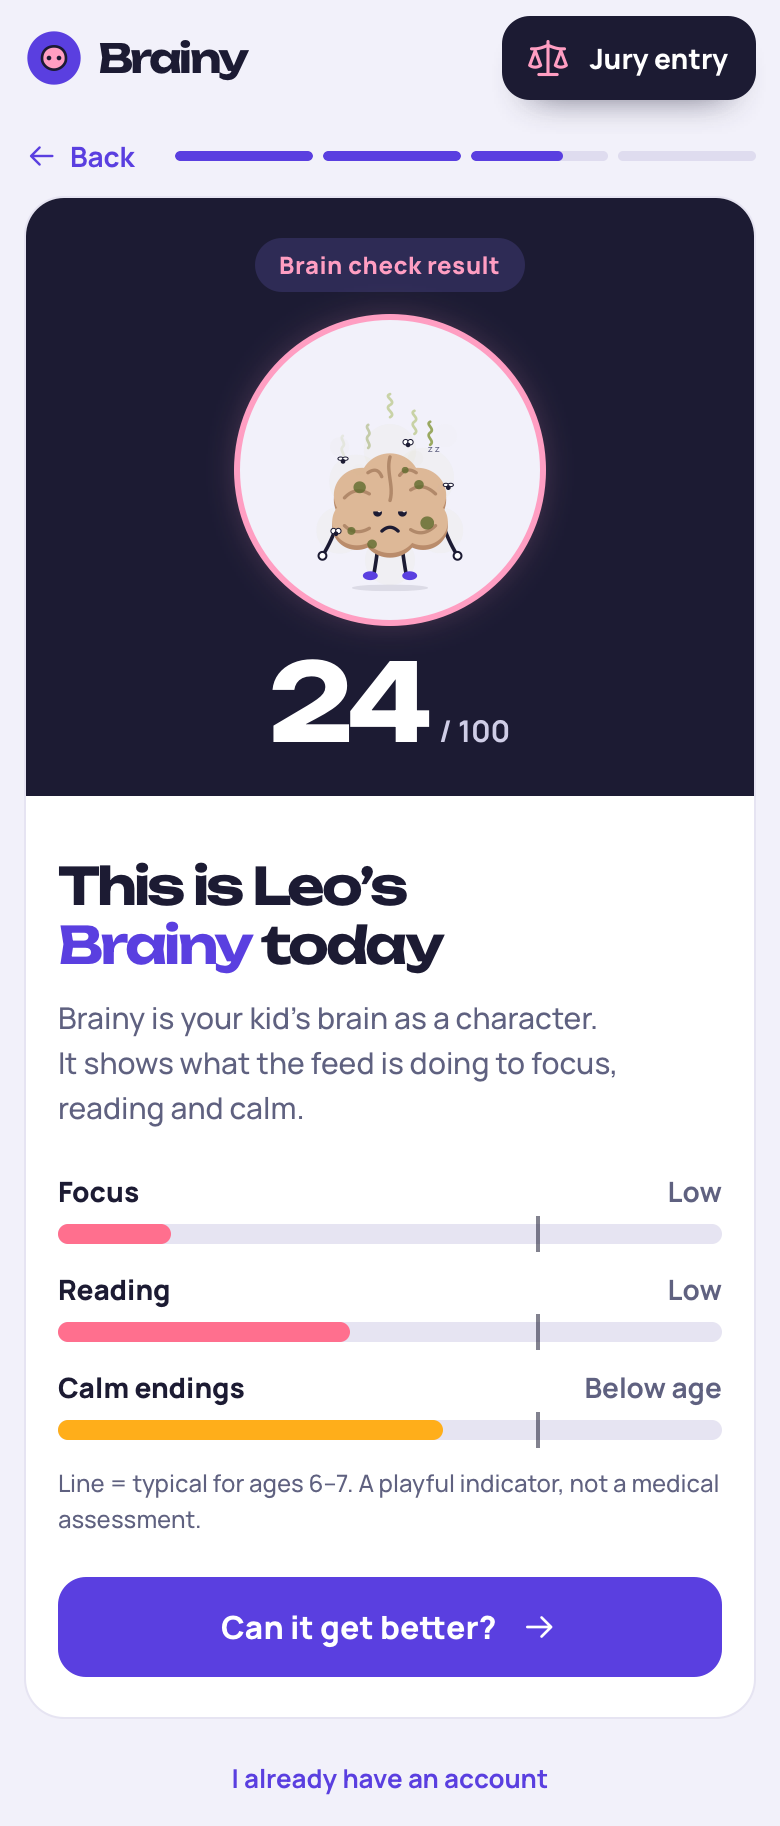 Brainy
Jury entry
Back
Brain check result
z z
24 / 100
This is Leo’s
Brainy today
Brainy is your kid’s brain as a character.
It shows what the feed is doing to focus,
reading and calm.
Focus Low
Reading Low
Calm endings Below age
Line = typical for ages 6–7. A playful indicator, not a medical
assessment.
Can it get better?
I already have an account